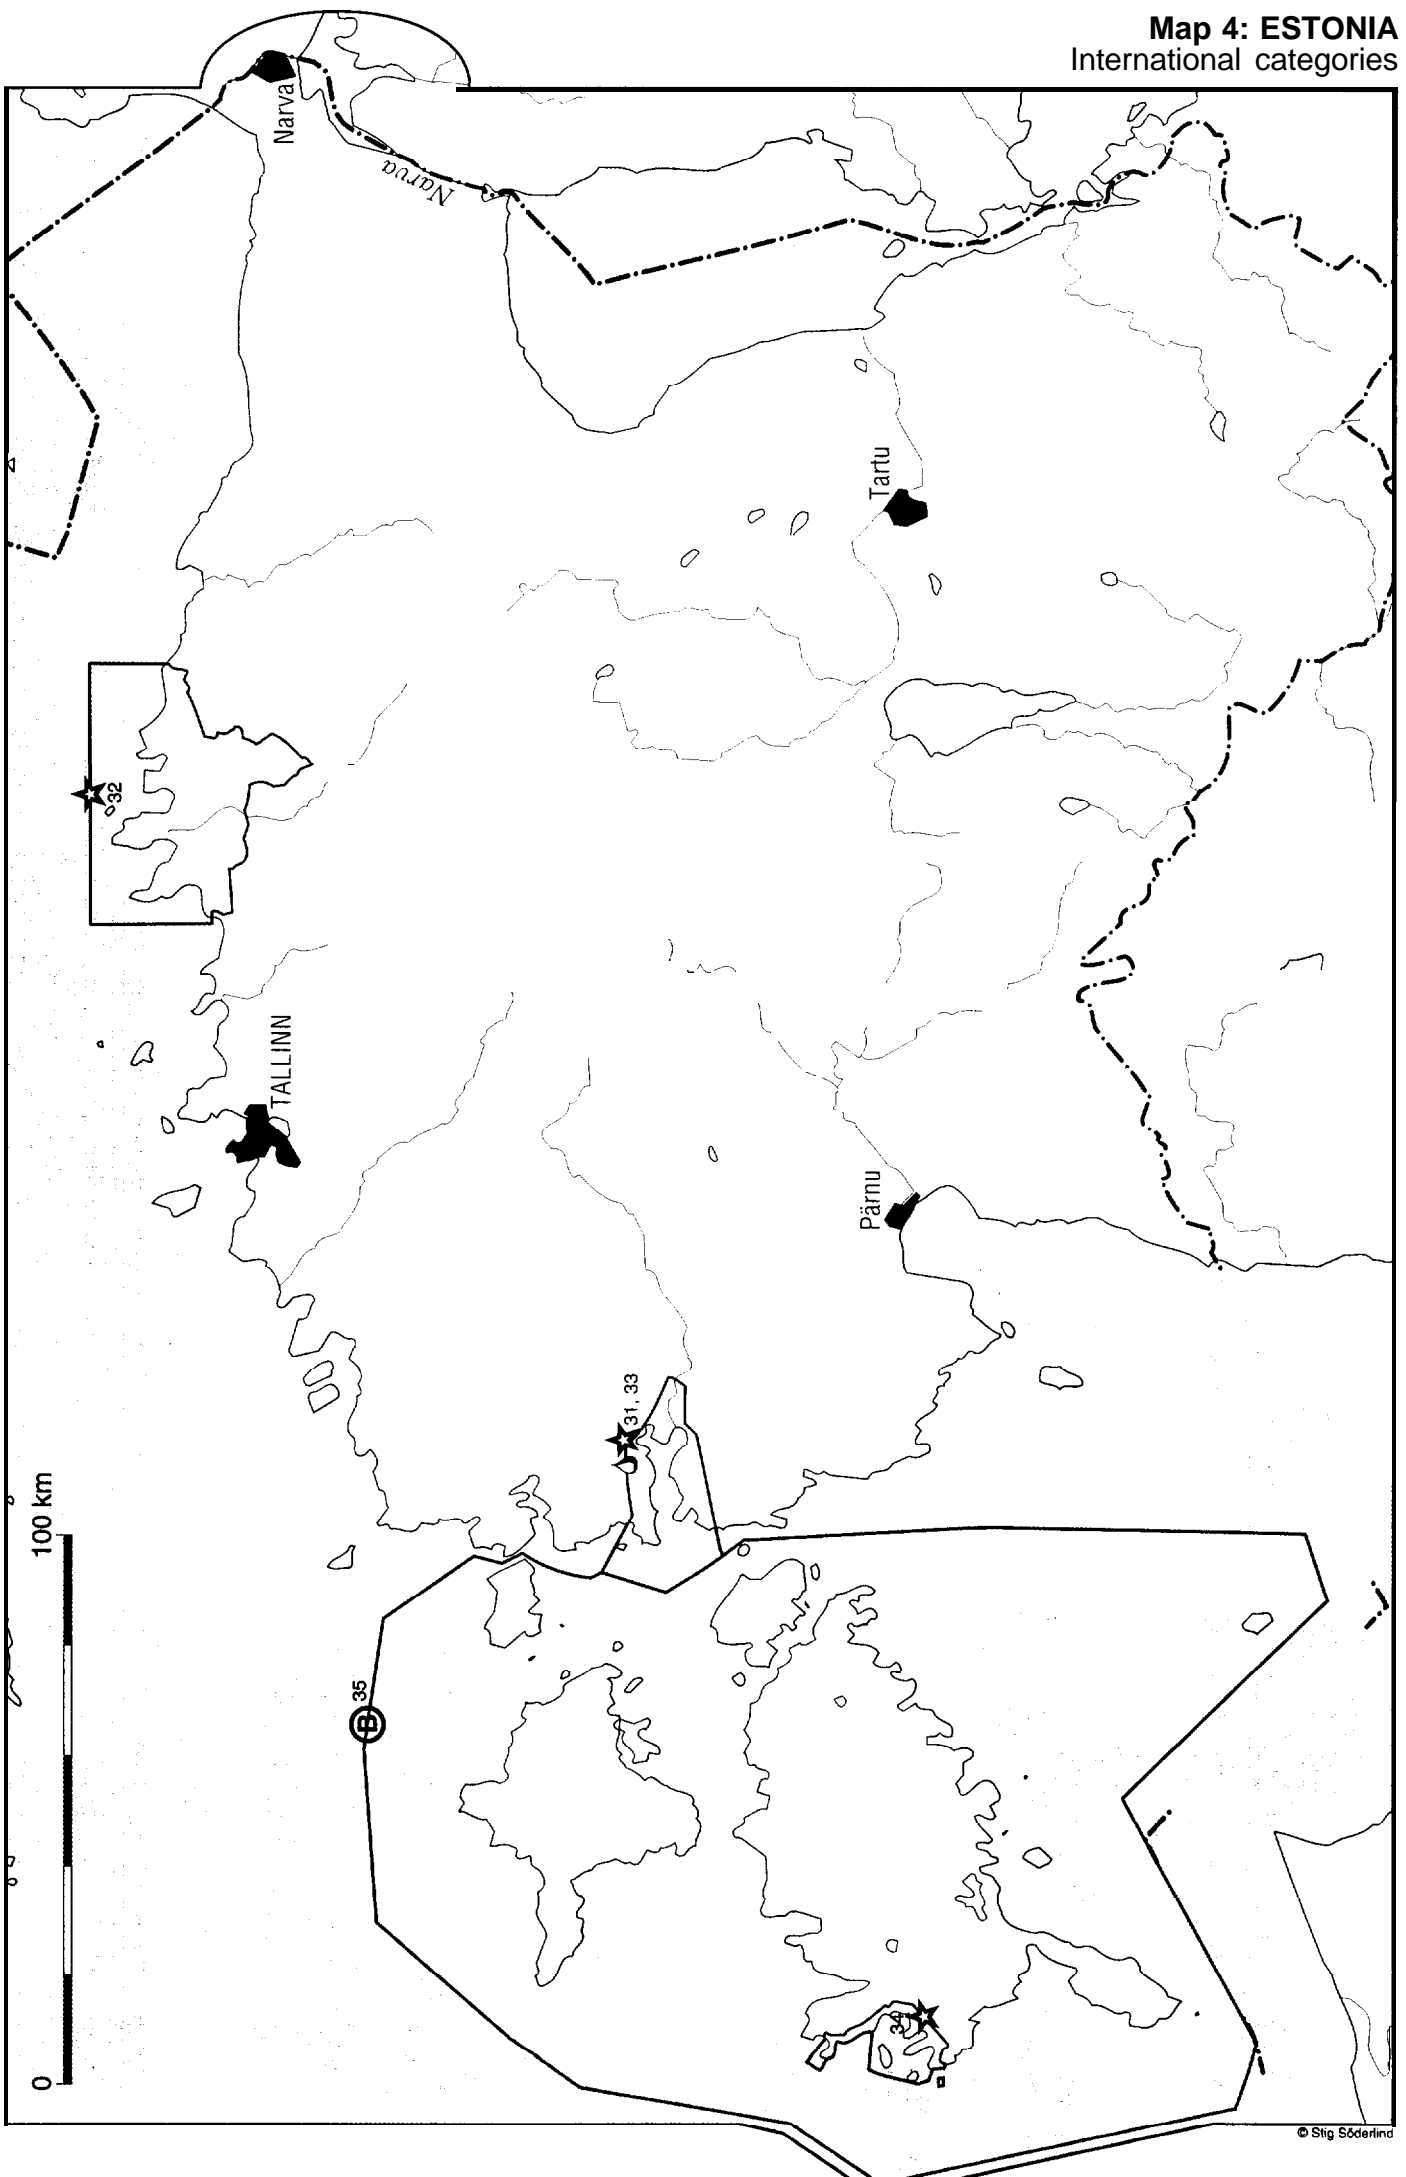 Map 4: ESTONIA
International categories
Narva
Narva
Tartu
32
TALLINN
Pärnu
31, 33
100 km
35
B
34
0
© Stig Söderlind